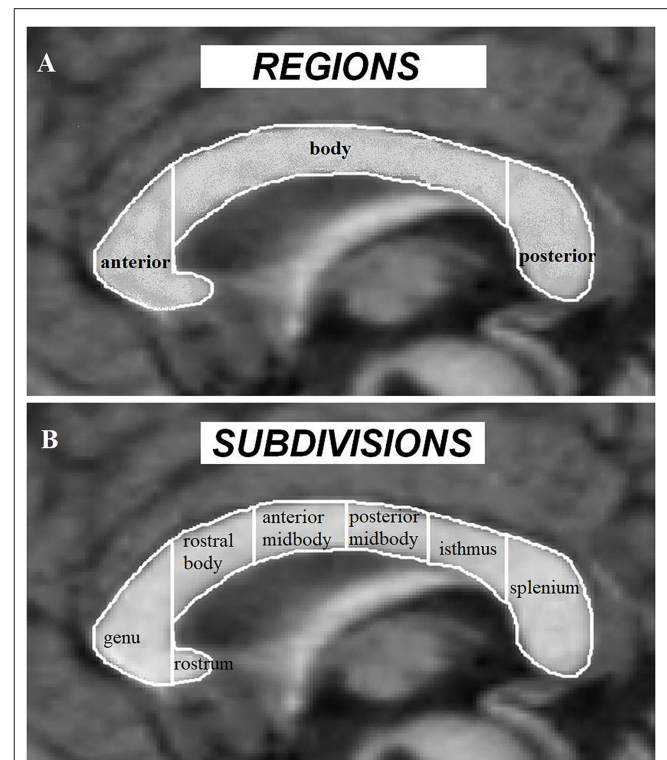 A
REGIONS
body
anterior
posterior
B
SUBDIVISIONS
rostral
body
anterior
midbody
posterior
midbody
isthmus
splenium
genu
rostrum